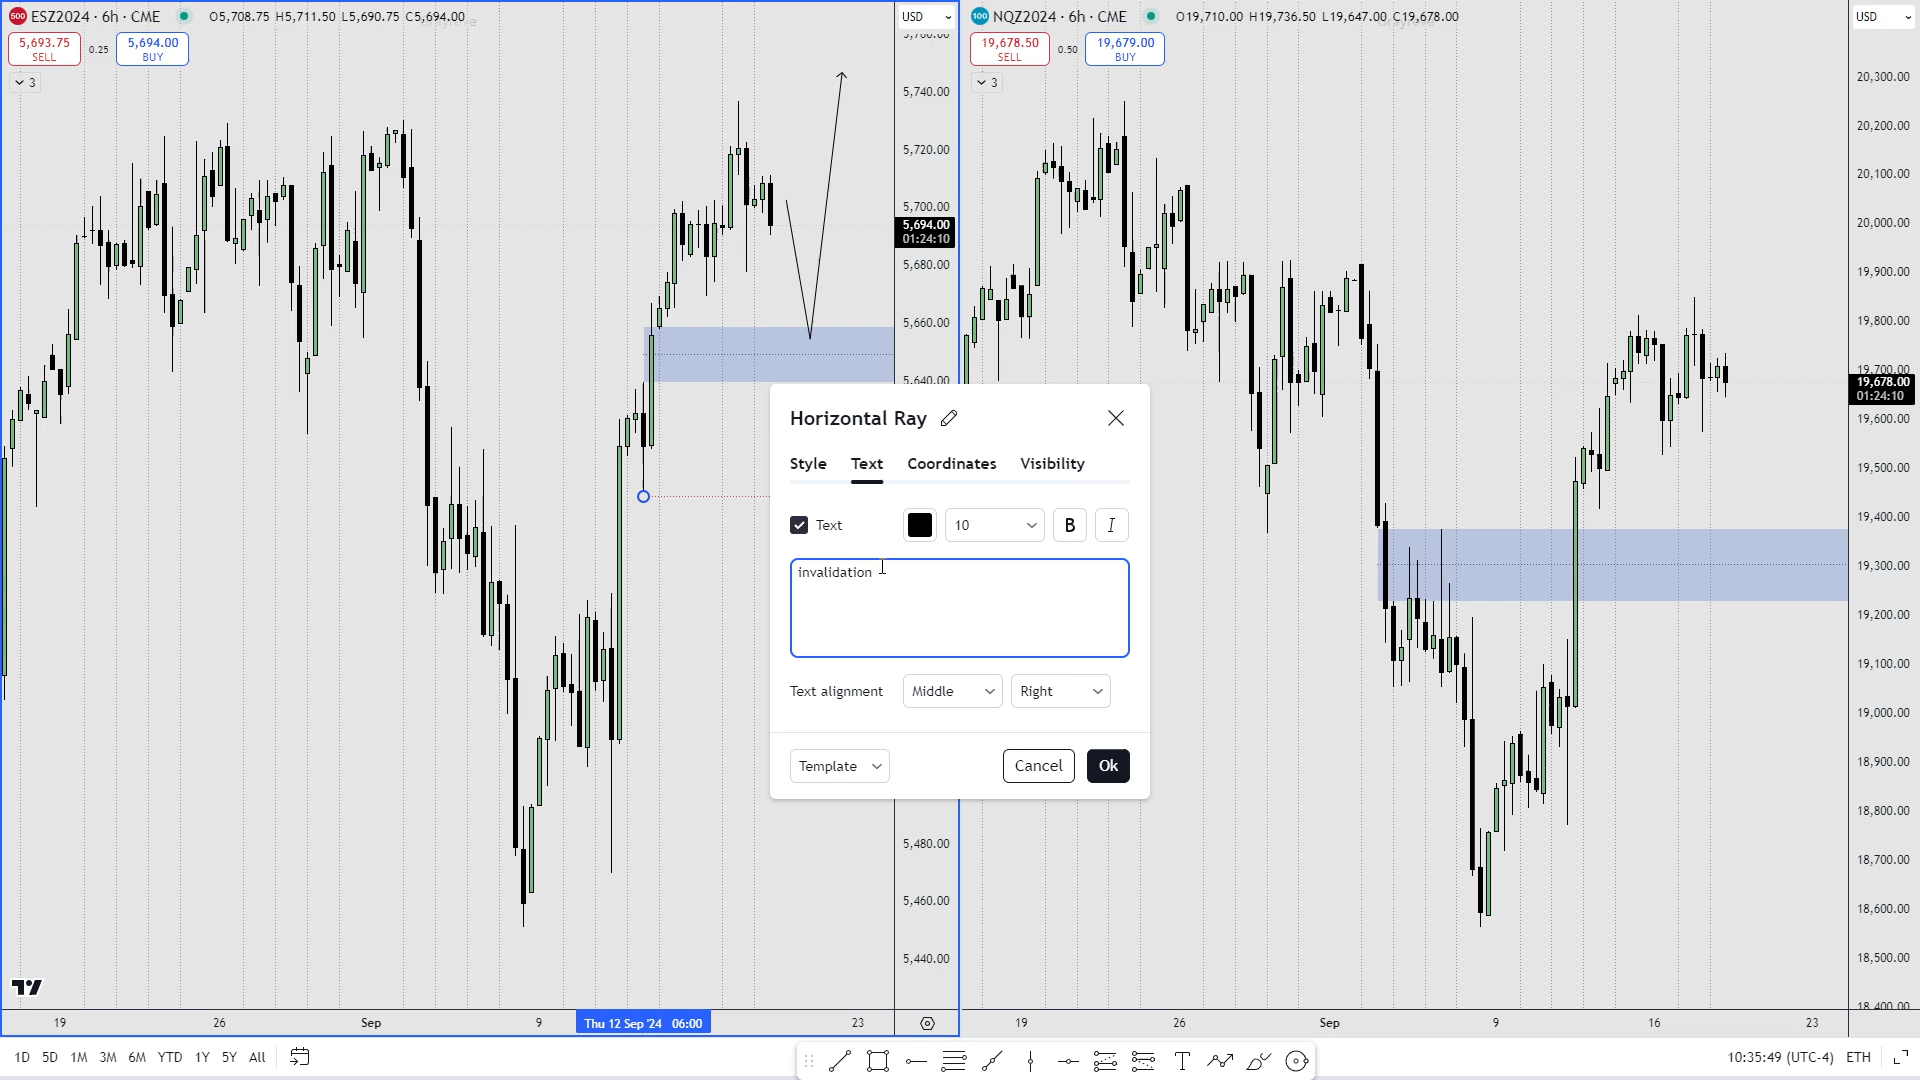 ESZ2024 · 6h · CME O5,708.75 H5,711.50 L5,690.75 C5,694.00
5,693.75
SELL
0.25
5,694.00
BUY
3
USD
5,760.00
5,740.00
5,720.00
5,700.00
5,694.00
01:24:10
5,680.00
5,660.00
5,640.00
5,480.00
5,460.00
5,440.00
19
26
Sep
9
Thu 12 Sep '24 06:00
23
NQZ2024 · 6h · CME O19,710.00 H19,736.50 L19,647.00 C19,678.00
19,678.50
SELL
0.50
19,679.00
BUY
3
USD
20,300.00
20,200.00
20,100.00
20,000.00
19,900.00
19,800.00
19,700.00
19,678.00
01:24:10
19,600.00
19,500.00
19,400.00
19,300.00
19,200.00
19,100.00
19,000.00
18,900.00
18,800.00
18,700.00
18,600.00
18,500.00
18,400.00
19
26
Sep
9
16
23
Horizontal Ray
Style Text Coordinates Visibility
Text
10
B
I
invalidation
Text alignment Middle Right
Template Cancel Ok
1D 5D 1M 3M 6M YTD 1Y 5Y All
10:35:49 (UTC-4) ETH